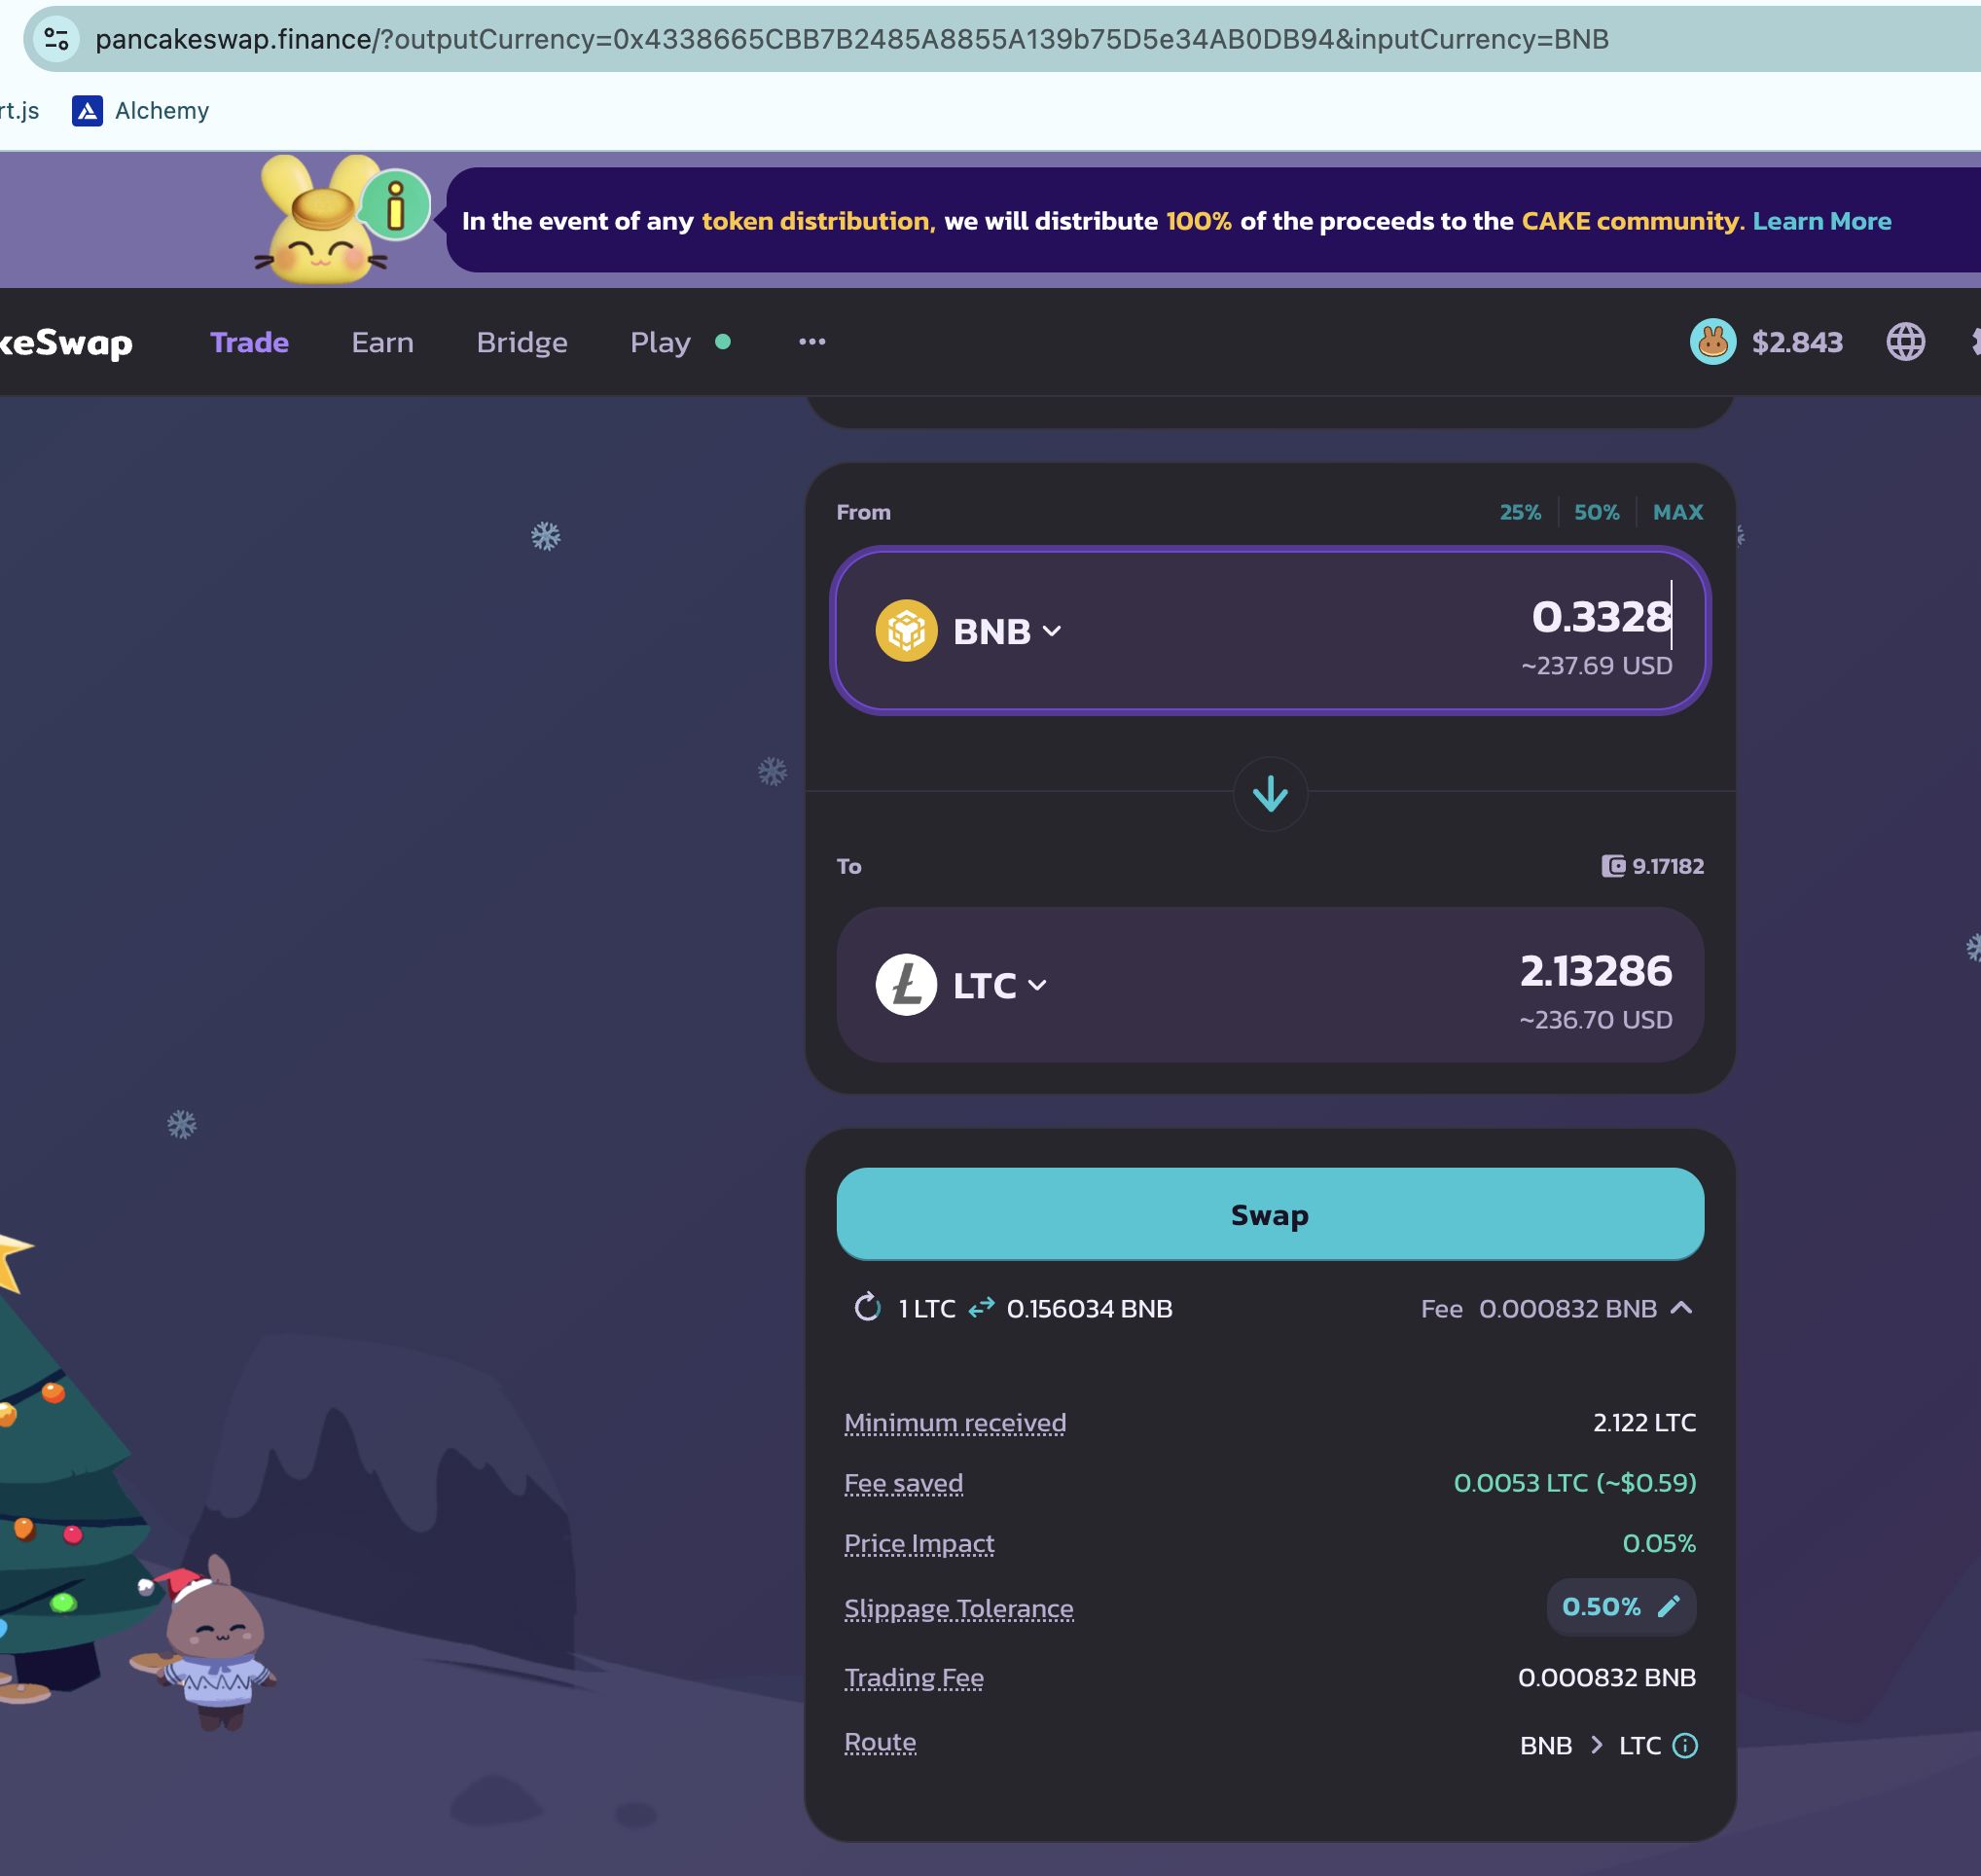 pancakeswap.finance/?outputCurrency=0x4338665CBB7B2485A8855A139b75D5e34AB0DB94&inputCurrency=BNB
rt.js Alchemy
In the event of any token distribution, we will distribute 100% of the proceeds to the CAKE community. Learn More
keSwap Trade Earn Bridge Play ••• $2.843
From 25% 50% MAX
BNB 0.3328
~237.69 USD
To 9.17182
LTC 2.13286
~236.70 USD
Swap
1 LTC 0.156034 BNB Fee 0.000832 BNB
Minimum received 2.122 LTC
Fee saved 0.0053 LTC (~$0.59)
Price Impact 0.05%
Slippage Tolerance 0.50%
Trading Fee 0.000832 BNB
Route BNB > LTC